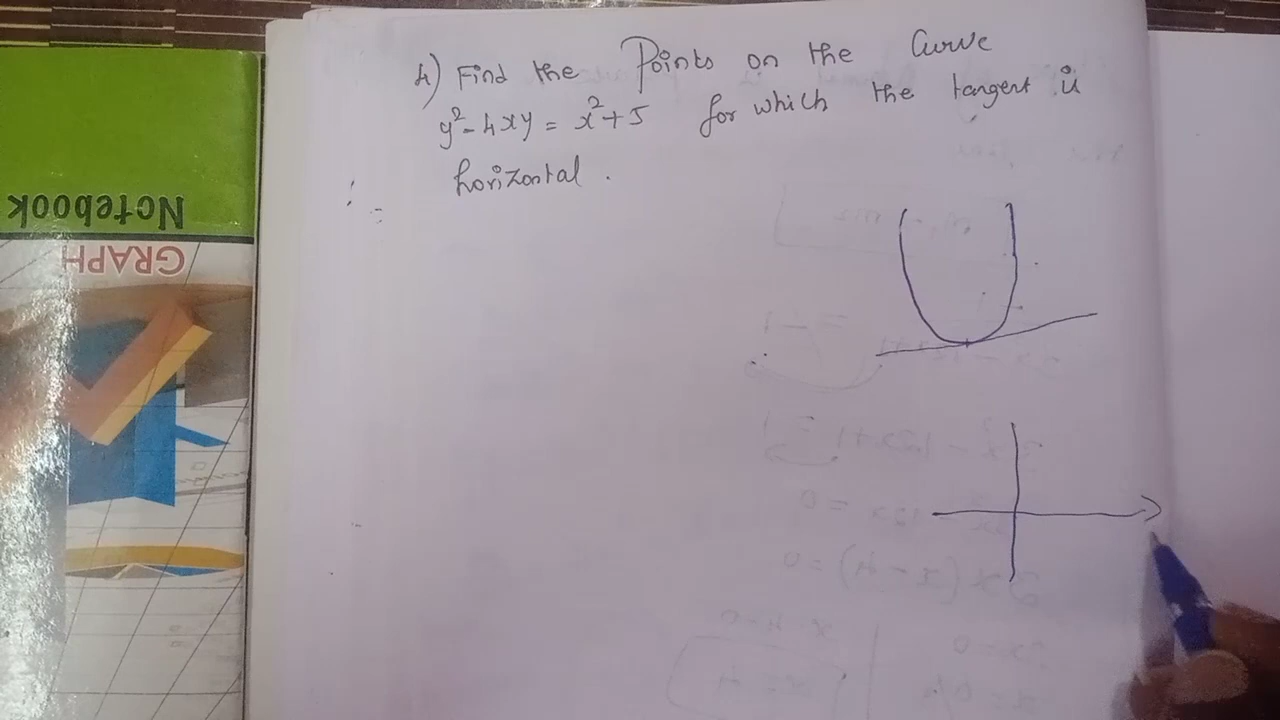 4) Find the Points on the Curve
y² - 4xy = x² + 5 for which the tangent is
horizontal.
Notebook
GRAPH